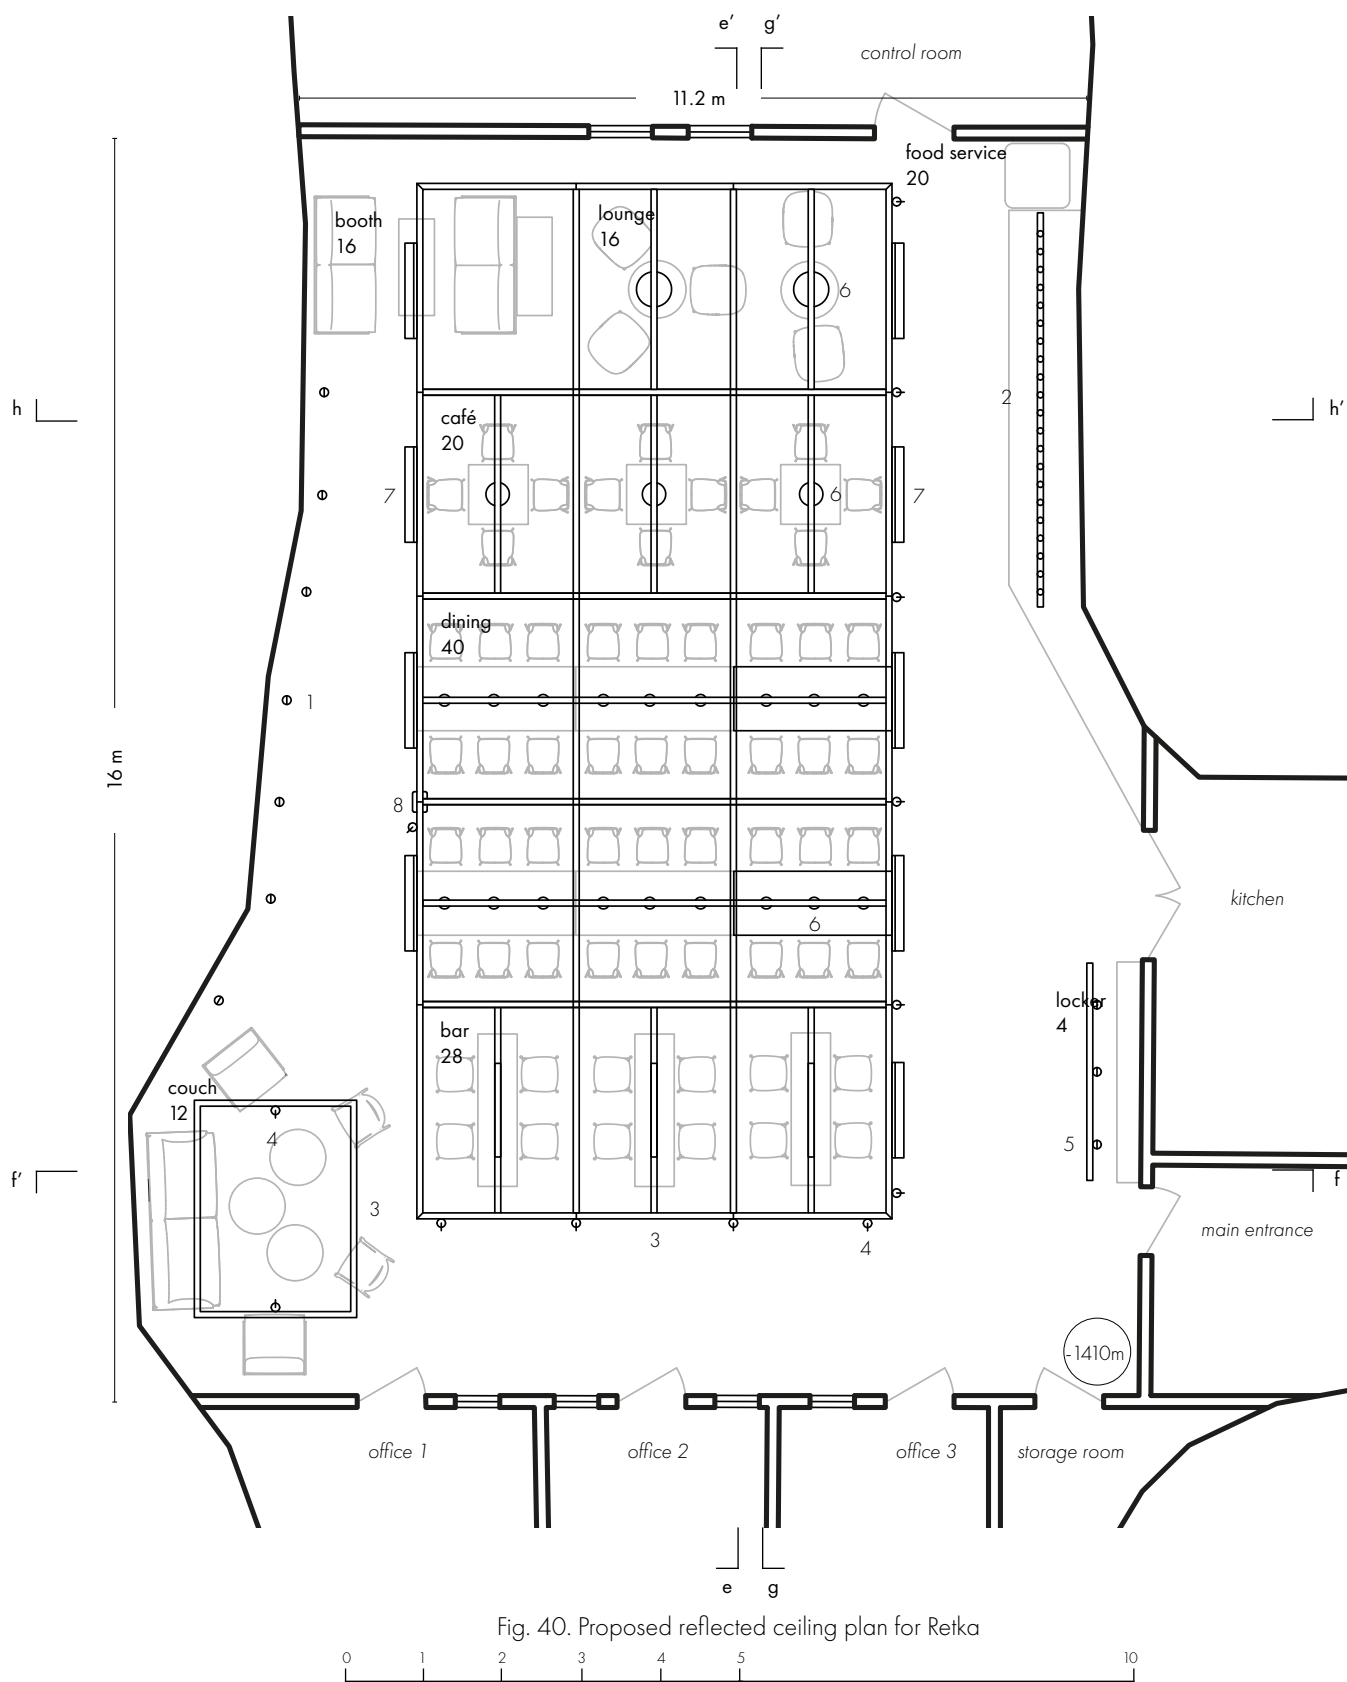 e’ g’
control room
11.2 m
food service
20
booth
16
lounge
16
6
2
h
h’
café
20
7
6
7
dining
40
1
16 m
8
6
kitchen
locker
4
bar
28
couch
12
4
5
f’
f
3
main entrance
3
4
-1410m
office 1
office 2
office 3
storage room
e g
Fig. 40. Proposed reflected ceiling plan for Retka
0 1 2 3 4 5 10